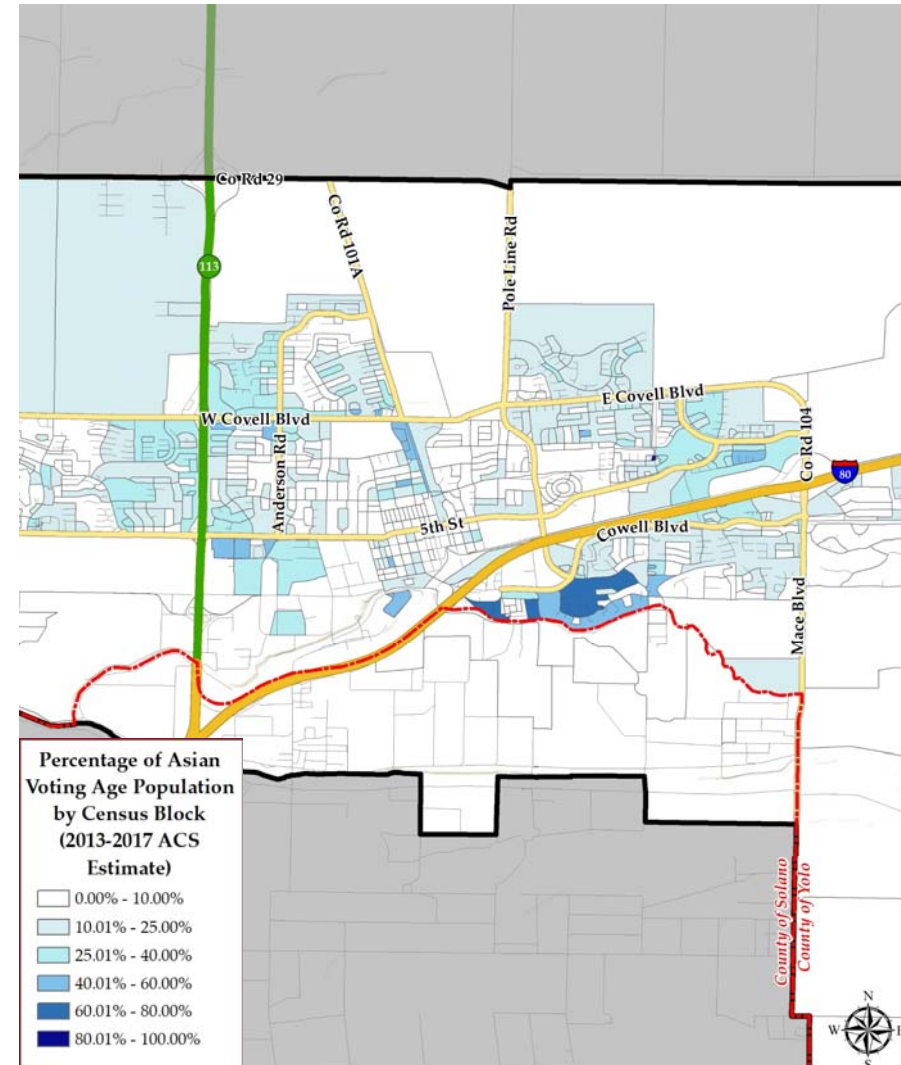 Co Rd 29
Co Rd 101A
Pole Line Rd
113
E Covell Blvd
W Covell Blvd
Anderson Rd
Co Rd 104
80
5th St
Cowell Blvd
Mace Blvd
Percentage of Asian
Voting Age Population
by Census Block
(2013-2017 ACS
Estimate)
0.00% - 10.00%
10.01% - 25.00%
25.01% - 40.00%
40.01% - 60.00%
60.01% - 80.00%
80.01% - 100.00%
County of Solano
County of Yolo
N
W
E
S